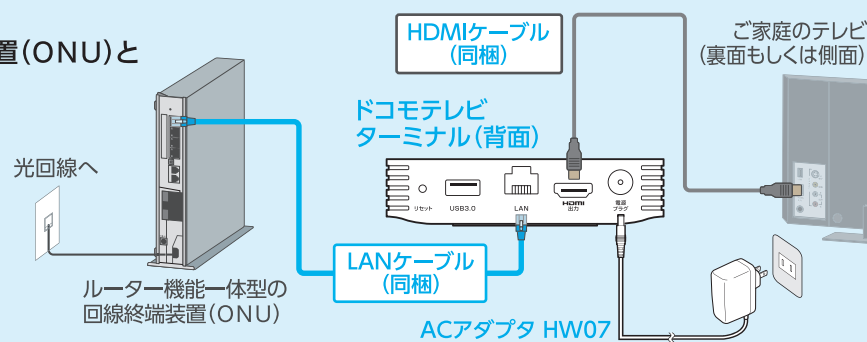 置(ONU)と
HDMIケーブル
(同梱)
ご家庭のテレビ
(裏面もしくは側面)
ドコモテレビ
ターミナル(背面)
光回線へ
リセット
USB3.0
LAN
HDMI
出力
電源
プラグ
LANケーブル
(同梱)
ルーター機能一体型の
回線終端装置(ONU)
ACアダプタ HW07